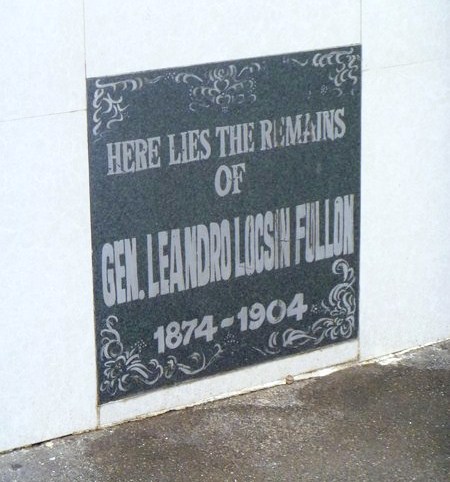 HERE LIES THE REMAINS
OF
GEN. LEANDRO LOCSIN FULLON
1874-1904